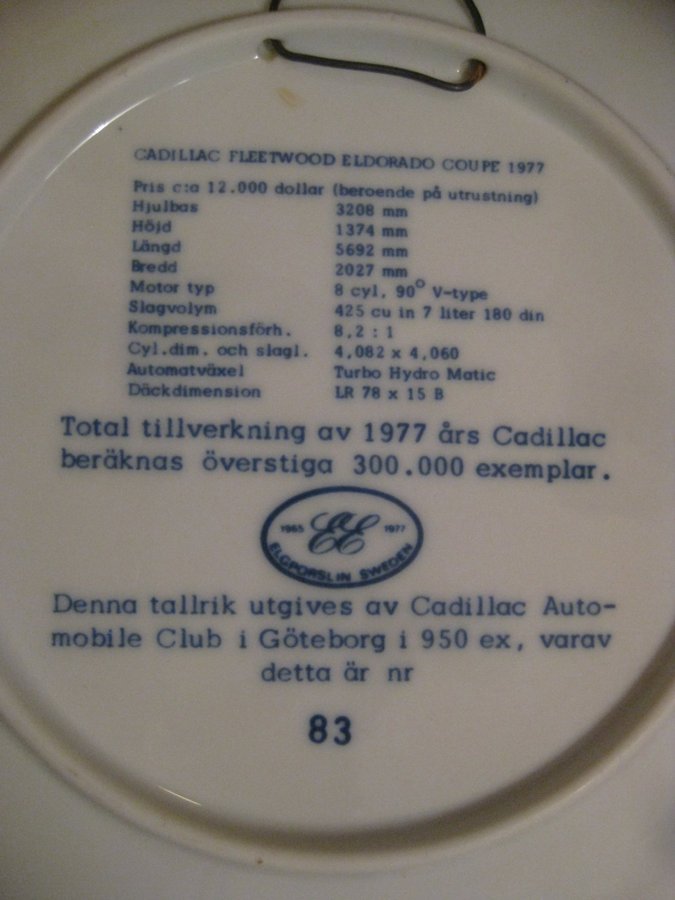 CADILLAC FLEETWOOD ELDORADO COUPE 1977
Pris c:a 12.000 dollar (beroende på utrustning)
Hjulbas 3208 mm
Höjd 1374 mm
Längd 5692 mm
Bredd 2027 mm
Motor typ 8 cyl, 90° V-type
Slagvolym 425 cu in 7 liter 180 din
Kompressionsförh. 8,2 : 1
Cyl.dim. och slagl. 4,082 x 4,060
Automatväxel Turbo Hydro Matic
Däckdimension LR 78 x 15 B
Total tillverkning av 1977 års Cadillac
beräknas överstiga 300.000 exemplar.
1965 EE 1977
ELGPORSLIN SWEDEN
Denna tallrik utgives av Cadillac Auto-
mobile Club i Göteborg i 950 ex, varav
detta är nr
83